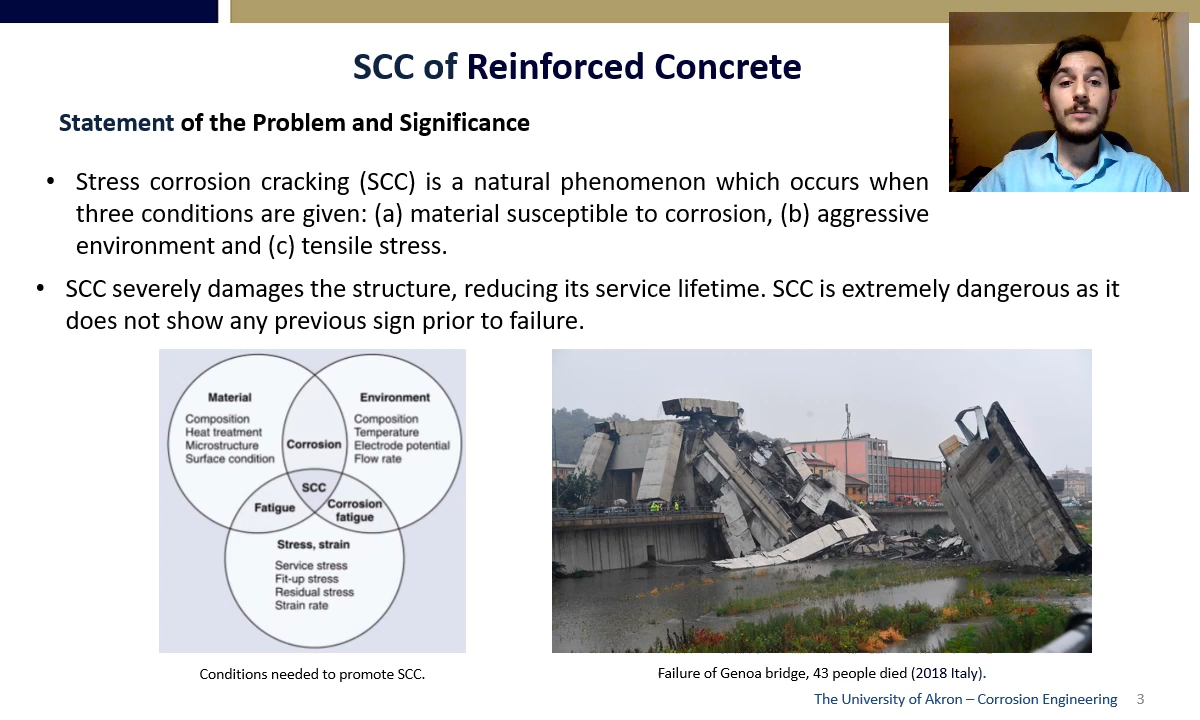 SCC of Reinforced Concrete
Statement of the Problem and Significance
• Stress corrosion cracking (SCC) is a natural phenomenon which occurs when
three conditions are given: (a) material susceptible to corrosion, (b) aggressive
environment and (c) tensile stress.
• SCC severely damages the structure, reducing its service lifetime. SCC is extremely dangerous as it
does not show any previous sign prior to failure.
Material
Composition
Heat treatment
Microstructure
Surface condition
Environment
Composition
Temperature
Electrode potential
Flow rate
Corrosion
SCC
Fatigue
Corrosion
fatigue
Stress, strain
Service stress
Fit-up stress
Residual stress
Strain rate
Conditions needed to promote SCC.
Failure of Genoa bridge, 43 people died (2018 Italy).
The University of Akron – Corrosion Engineering 3